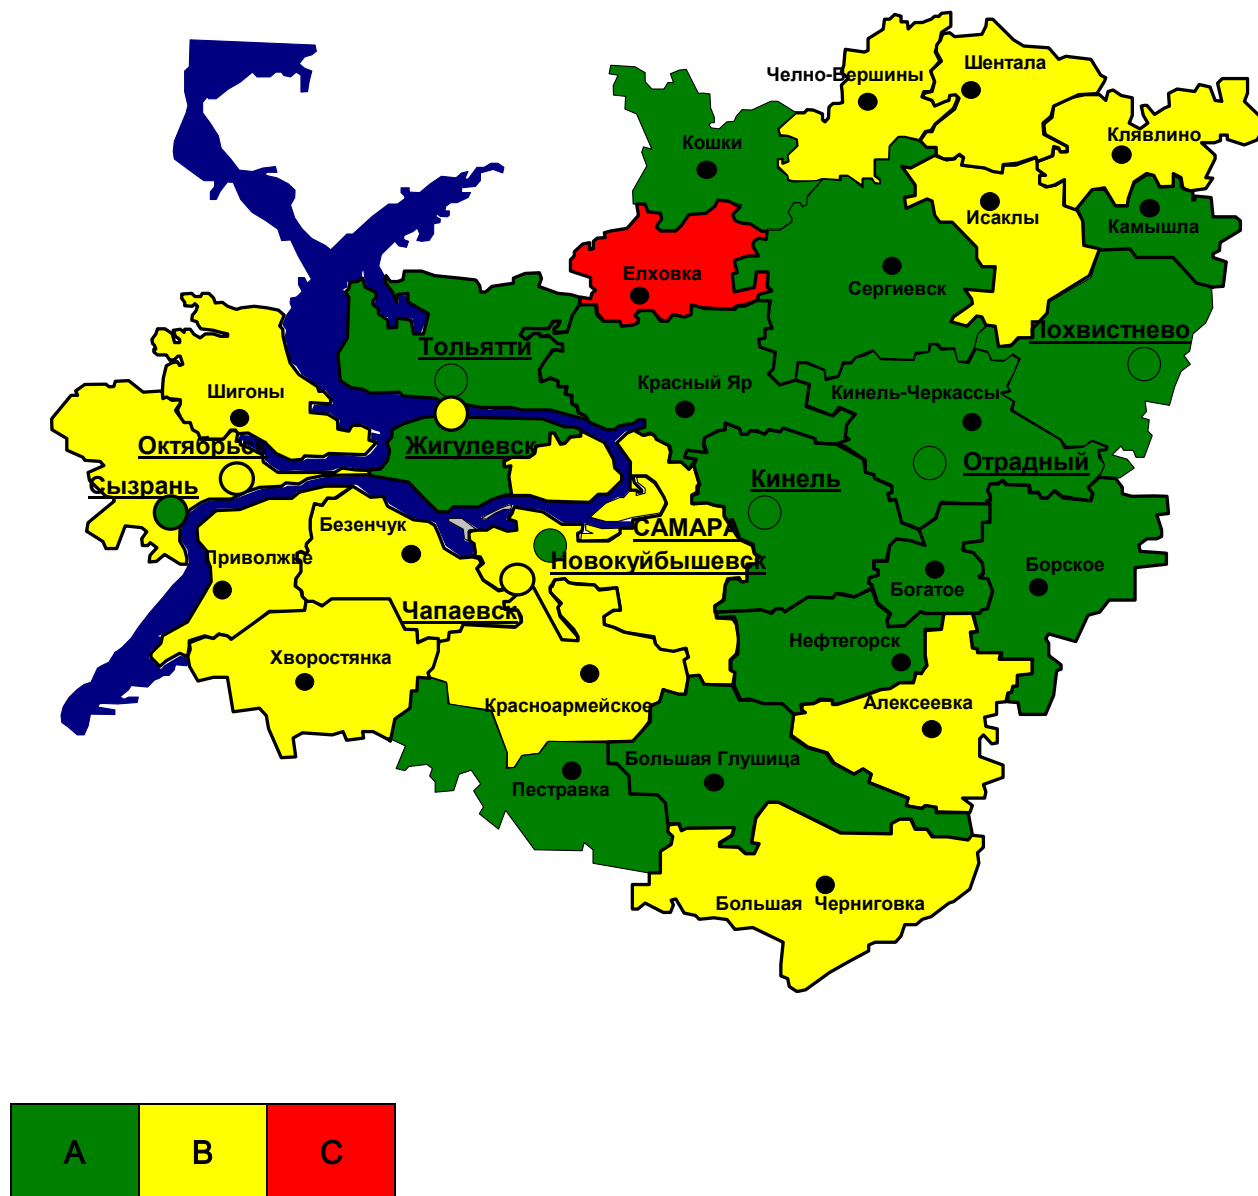 Шентала
Челно-Вершины
Клявлино
Кошки
Исаклы
Камышла
Елховка
Сергиевск
Похвистнево
Тольятти
Красный Яр
Кинель-Черкассы
Шигоны
Октябрьск
Жигулевск
Отрадный
Сызрань
Кинель
Безенчук
САМАРА
Приволжье
Новокуйбышевск
Борское
Богатое
Чапаевск
Нефтегорск
Хворостянка
Красноармейское
Алексеевка
Большая Глушица
Пестравка
Большая Черниговка
A B C